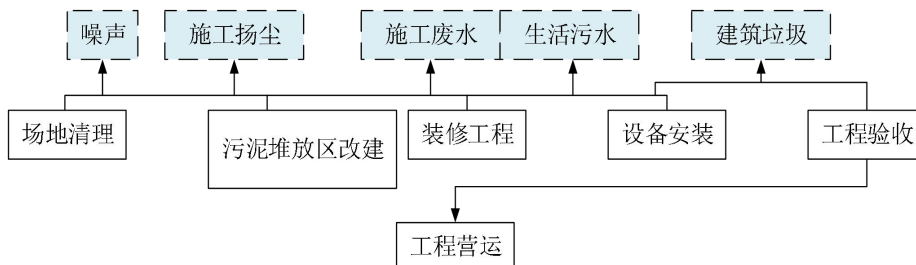 噪声
施工扬尘
施工废水
生活污水
建筑垃圾
场地清理
污泥堆放区改建
装修工程
设备安装
工程验收
工程营运